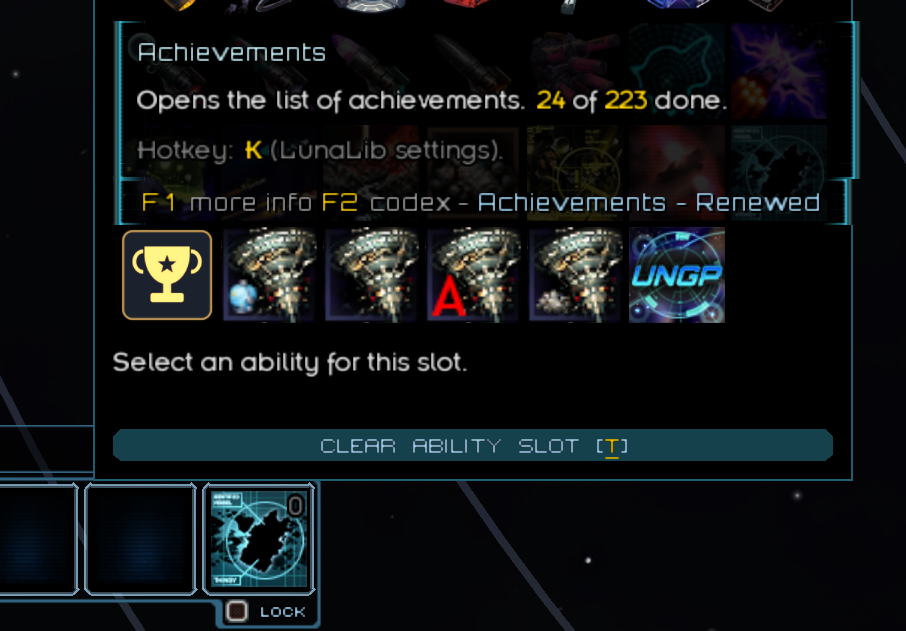 Achievements
Opens the list of achievements. 24 of 223 done.
Hotkey: K (LunaLib settings).
F1 more info F2 codex - Achievements - Renewed
A
UNGP
Select an ability for this slot.
CLEAR ABILITY SLOT [T]
0
THINGY
LOCK